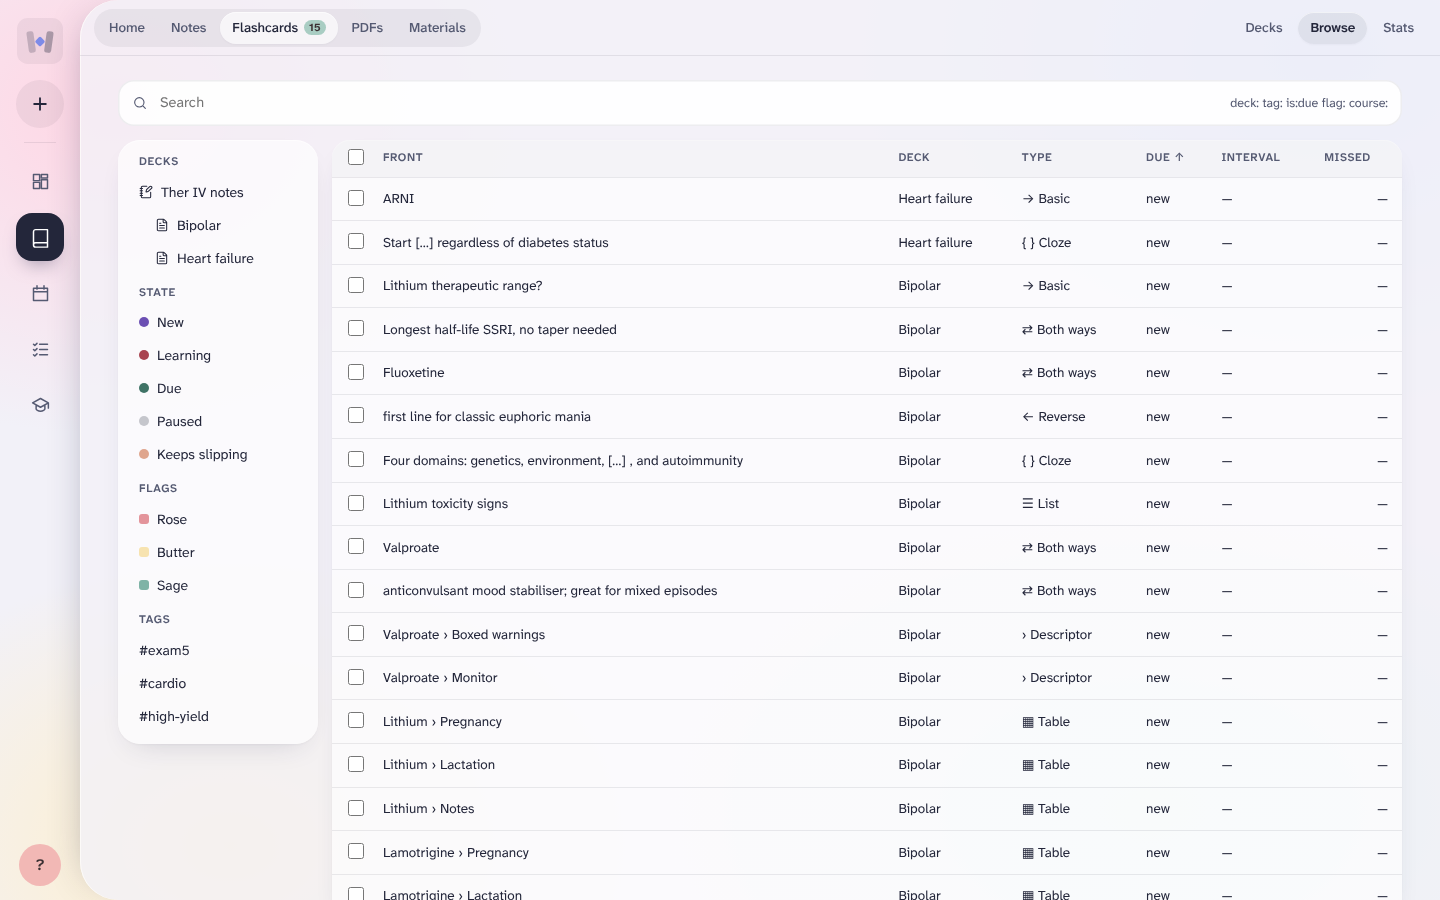 Home Notes Flashcards 15 PDFs Materials Decks Browse Stats
Search deck: tag: is:due flag: course:
DECKS
Ther IV notes
Bipolar
Heart failure
STATE
New
Learning
Due
Paused
Keeps slipping
FLAGS
Rose
Butter
Sage
TAGS
#exam5
#cardio
#high-yield
?
FRONT DECK TYPE DUE ↑ INTERVAL MISSED
ARNI Heart failure → Basic new — —
Start [...] regardless of diabetes status Heart failure { } Cloze new — —
Lithium therapeutic range? Bipolar → Basic new — —
Longest half-life SSRI, no taper needed Bipolar ⇄ Both ways new — —
Fluoxetine Bipolar ⇄ Both ways new — —
first line for classic euphoric mania Bipolar ← Reverse new — —
Four domains: genetics, environment, [...] , and autoimmunity Bipolar { } Cloze new — —
Lithium toxicity signs Bipolar ☰ List new — —
Valproate Bipolar ⇄ Both ways new — —
anticonvulsant mood stabiliser; great for mixed episodes Bipolar ⇄ Both ways new — —
Valproate › Boxed warnings Bipolar › Descriptor new — —
Valproate › Monitor Bipolar › Descriptor new — —
Lithium › Pregnancy Bipolar ▦ Table new — —
Lithium › Lactation Bipolar ▦ Table new — —
Lithium › Notes Bipolar ▦ Table new — —
Lamotrigine › Pregnancy Bipolar ▦ Table new — —
Lamotrigine › Lactation Bipolar ▦ Table new — —